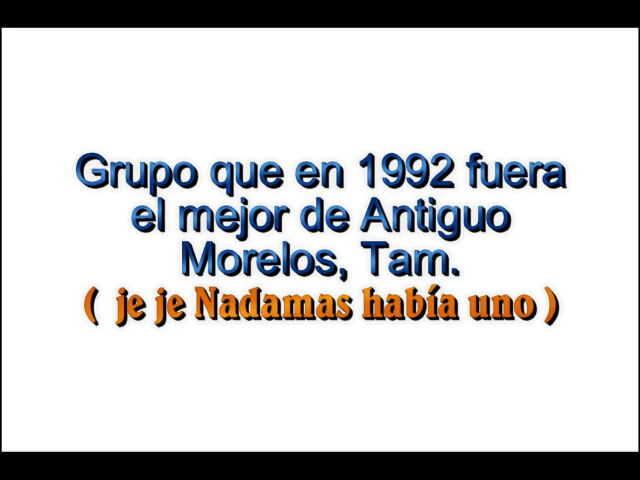 Grupo que en 1992 fuera
el mejor de Antiguo
Morelos, Tam.
( je je Nadamas había uno )